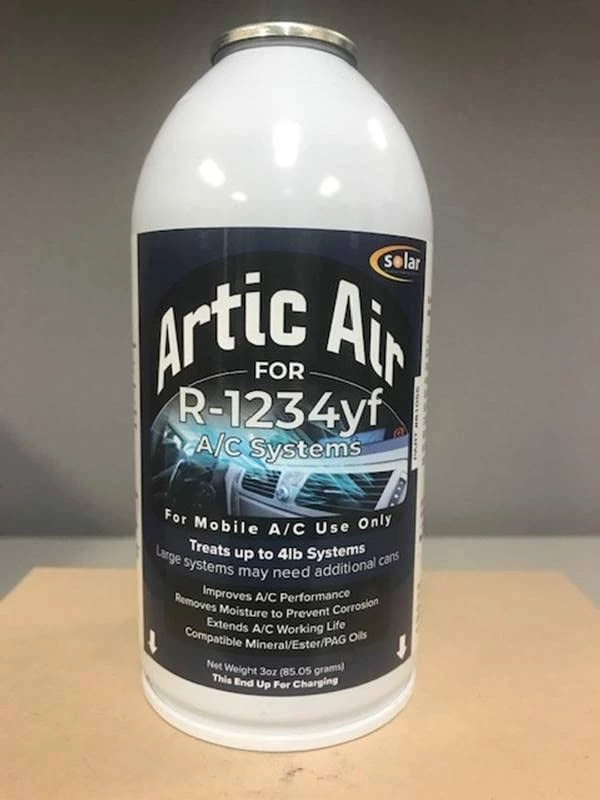 solar
Artic Air
FOR
R-1234yf
A/C Systems
For Mobile A/C Use Only
Treats up to 4lb Systems
Large systems may need additional cans
Improves A/C Performance
Removes Moisture to Prevent Corrosion
Extends A/C Working Life
Compatible Mineral/Ester/PAG Oils
Net Weight 3oz (85.05 grams)
This End Up For Charging